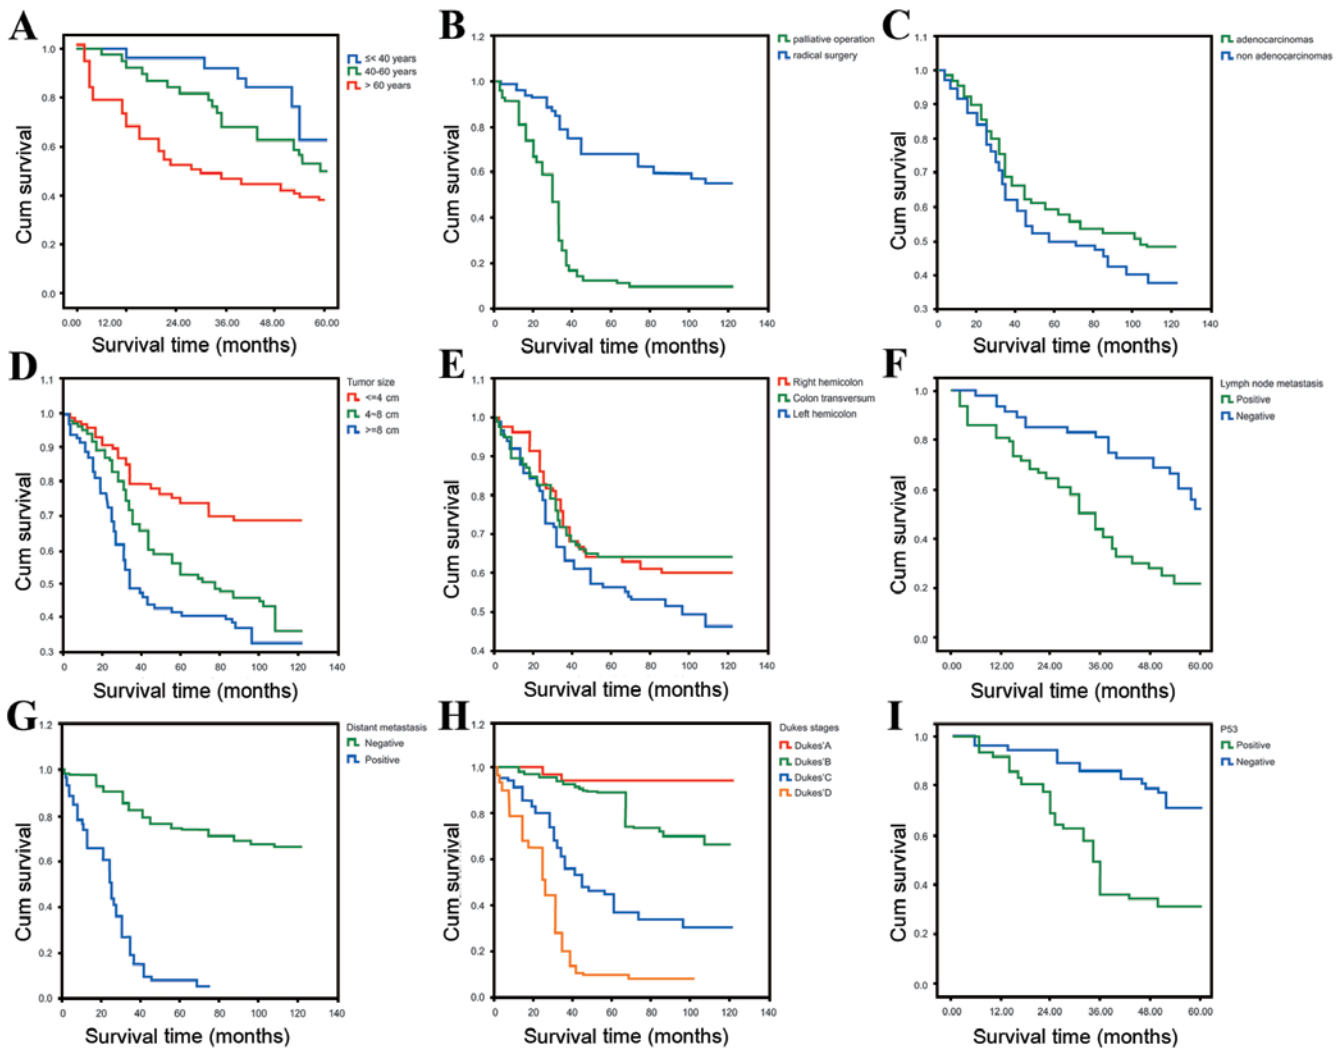 A
≤< 40 years
40-60 years
> 60 years
1.0
0.8
0.6
0.4
0.2
0.0
Cum survival
0.00 12.00 24.00 36.00 48.00 60.00
Survival time (months)
B
palliative operation
radical surgery
1.2
1.0
0.8
0.6
0.4
0.2
0
Cum survival
0 20 40 60 80 100 120 140
Survival time (months)
C
adenocarcinomas
non adenocarcinomas
1.1
1.0
0.9
0.8
0.7
0.6
0.5
0.4
0.3
Cum survival
0 20 40 60 80 100 120 140
Survival time (months)
D
Tumor size
<=4 cm
4~8 cm
>=8 cm
1.1
1.0
0.9
0.8
0.7
0.6
0.5
0.4
0.3
Cum survival
0 20 40 60 80 100 120 140
Survival time (months)
E
Right hemicolon
Colon transversum
Left hemicolon
1.1
1.0
0.9
0.8
0.7
0.6
0.5
0.4
Cum survival
0 20 40 60 80 100 120 140
Survival time (months)
F
Lymph node metastasis
Positive
Negative
1.0
0.8
0.6
0.4
0.2
0.0
Cum survival
0.00 12.00 24.00 36.00 48.00 60.00
Survival time (months)
G
Distant metastasis
Negative
Positive
1.2
1.0
0.8
0.6
0.4
0.2
0.0
Cum survival
0 20 40 60 80 100 120 140
Survival time (months)
H
Dukes stages
Dukes'A
Dukes'B
Dukes'C
Dukes'D
1.2
1.0
0.8
0.6
0.4
0.2
0.0
Cum survival
0 20 40 60 80 100 120 140
Survival time (months)
I
P53
Positive
Negative
1.0
0.8
0.6
0.4
0.2
0.0
Cum survival
0.00 12.00 24.00 36.00 48.00 60.00
Survival time (months)